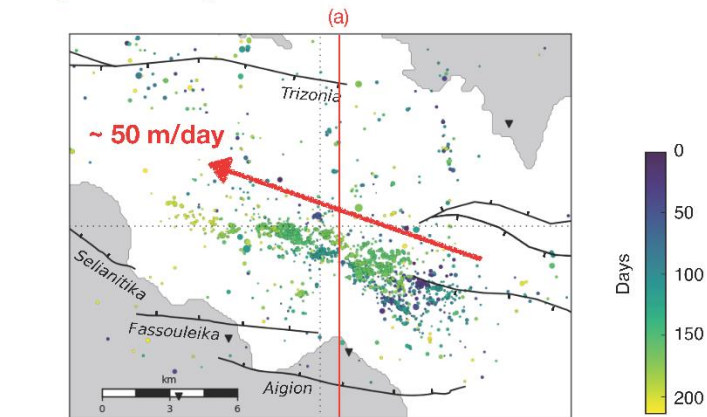 (a)
Trizonia
~ 50 m/day
Selianitika
Fassouleika
Aigion
km
0 3 6
Days
0
50
100
150
200